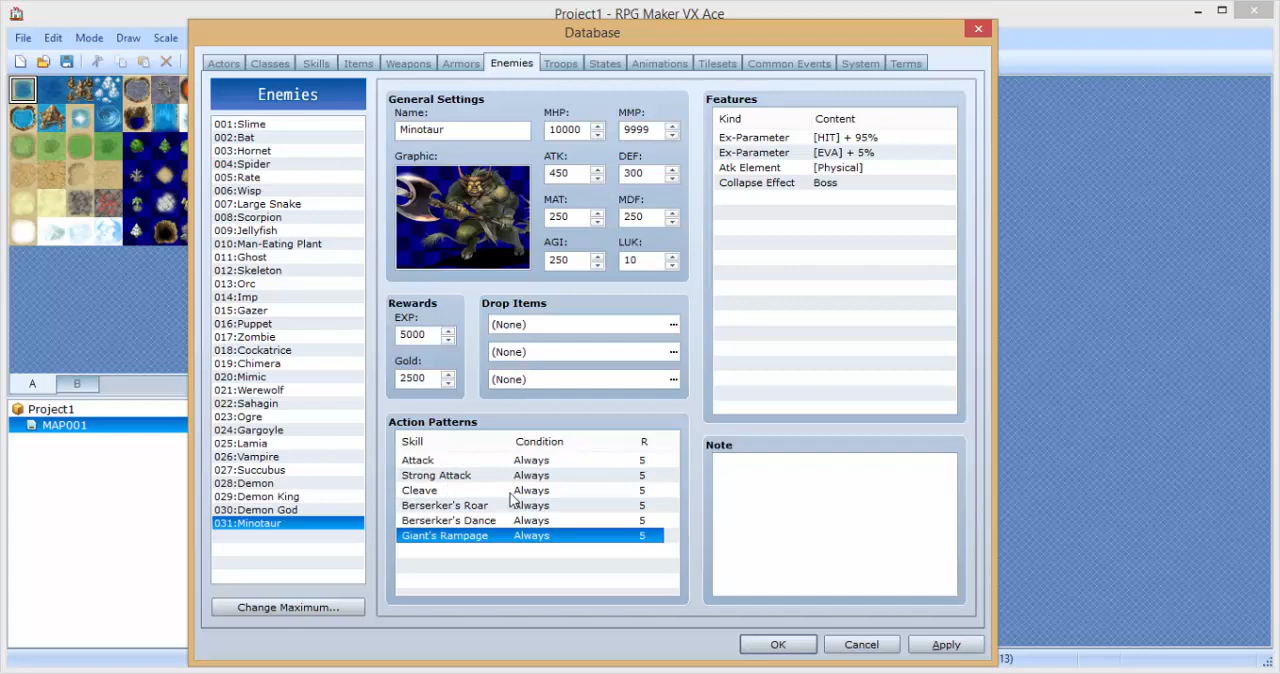 Project1 - RPG Maker VX Ace
File Edit Mode Draw Scale
Database
Actors Classes Skills Items Weapons Armors Enemies Troops States Animations Tilesets Common Events System Terms
Enemies
001:Slime
002:Bat
003:Hornet
004:Spider
005:Rate
006:Wisp
007:Large Snake
008:Scorpion
009:Jellyfish
010:Man-Eating Plant
011:Ghost
012:Skeleton
013:Orc
014:Imp
015:Gazer
016:Puppet
017:Zombie
018:Cockatrice
019:Chimera
020:Mimic
021:Werewolf
022:Sahagin
023:Ogre
024:Gargoyle
025:Lamia
026:Vampire
027:Succubus
028:Demon
029:Demon King
030:Demon God
031:Minotaur
Change Maximum...
General Settings
Name:
Minotaur
Graphic:
MHP: MMP:
10000 9999
ATK: DEF:
450 300
MAT: MDF:
250 250
AGI: LUK:
250 10
Rewards
EXP:
5000
Gold:
2500
Drop Items
(None)
(None)
(None)
Action Patterns
Skill Condition R
Attack Always 5
Strong Attack Always 5
Cleave Always 5
Berserker's Roar Always 5
Berserker's Dance Always 5
Giant's Rampage Always 5
Features
Kind Content
Ex-Parameter [HIT] + 95%
Ex-Parameter [EVA] + 5%
Atk Element [Physical]
Collapse Effect Boss
Note
OK Cancel Apply
A B
Project1
MAP001
13)